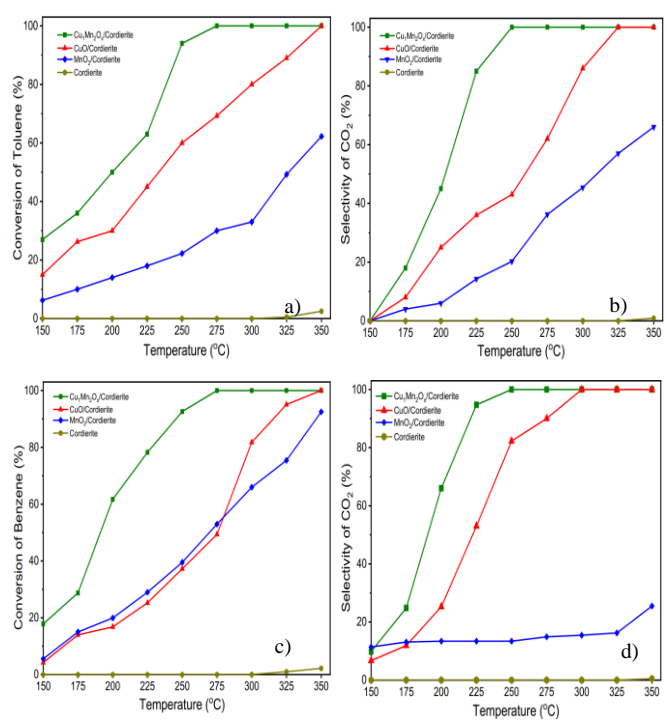 100
80
60
40
20
0
Conversion of Toluene (%)
Cu₁Mn₂O₄/Cordierite
CuO/Cordierite
MnO₂/Cordierite
Cordierite
a)
150 175 200 225 250 275 300 325 350
Temperature (⁰C)
100
80
60
40
20
0
Selectivity of CO₂ (%)
Cu₁Mn₂O₄/Cordierite
CuO/Cordierite
MnO₂/Cordierite
Cordierite
b)
150 175 200 225 250 275 300 325 350
Temperature (⁰C)
100
80
60
40
20
0
Conversion of Benzene (%)
Cu₁Mn₂O₄/Cordierite
CuO/Cordierite
MnO₂/Cordierite
Cordierite
c)
150 175 200 225 250 275 300 325 350
Temperature (⁰C)
100
80
60
40
20
0
Selectivity of CO₂ (%)
Cu₁Mn₂O₄/Cordierite
CuO/Cordierite
MnO₂/Cordierite
Cordierite
d)
150 175 200 225 250 275 300 325 350
Temperature (⁰C)